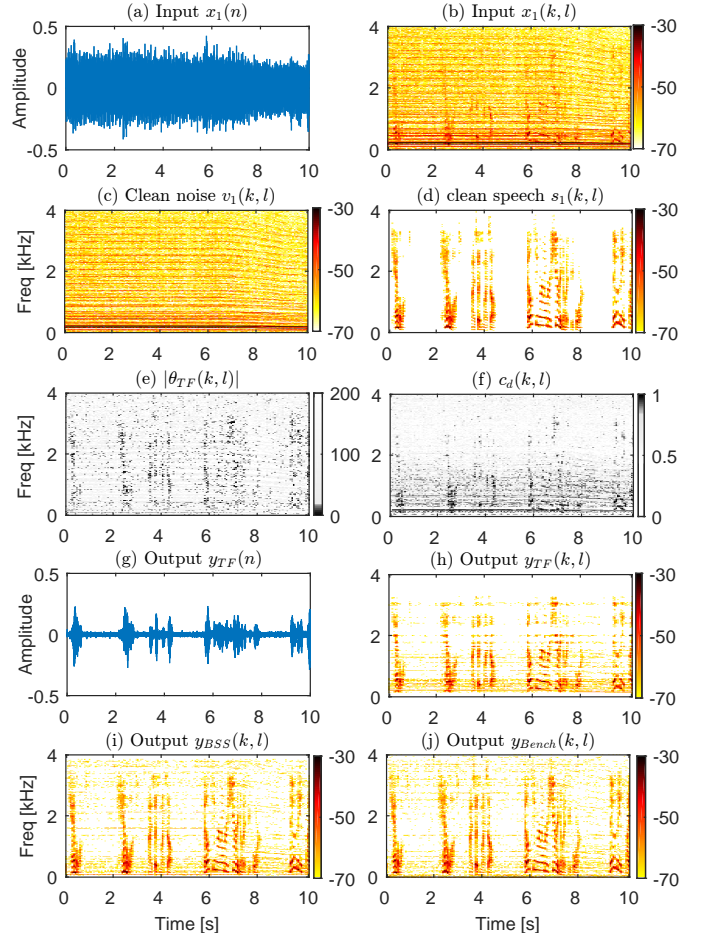 (a) Input x₁(n)
(b) Input x₁(k, l)
Amplitude
0.5
0
-0.5
0 2 4 6 8 10
4
2
0
0 2 4 6 8 10
-30
-50
-70
(c) Clean noise v₁(k, l)
(d) clean speech s₁(k, l)
Freq [kHz]
4
2
0
0 2 4 6 8 10
-30
-50
-70
4
2
0
0 2 4 6 8 10
-30
-50
-70
(e) |θ_TF(k, l)|
(f) c_d(k, l)
Freq [kHz]
4
2
0
0 2 4 6 8 10
200
100
0
4
2
0
0 2 4 6 8 10
1
0.5
0
(g) Output y_TF(n)
(h) Output y_TF(k, l)
Amplitude
0.5
0
-0.5
0 2 4 6 8 10
4
2
0
0 2 4 6 8 10
-30
-50
-70
(i) Output y_BSS(k, l)
(j) Output y_Bench(k, l)
Freq [kHz]
4
2
0
0 2 4 6 8 10
-30
-50
-70
4
2
0
0 2 4 6 8 10
-30
-50
-70
Time [s]
Time [s]